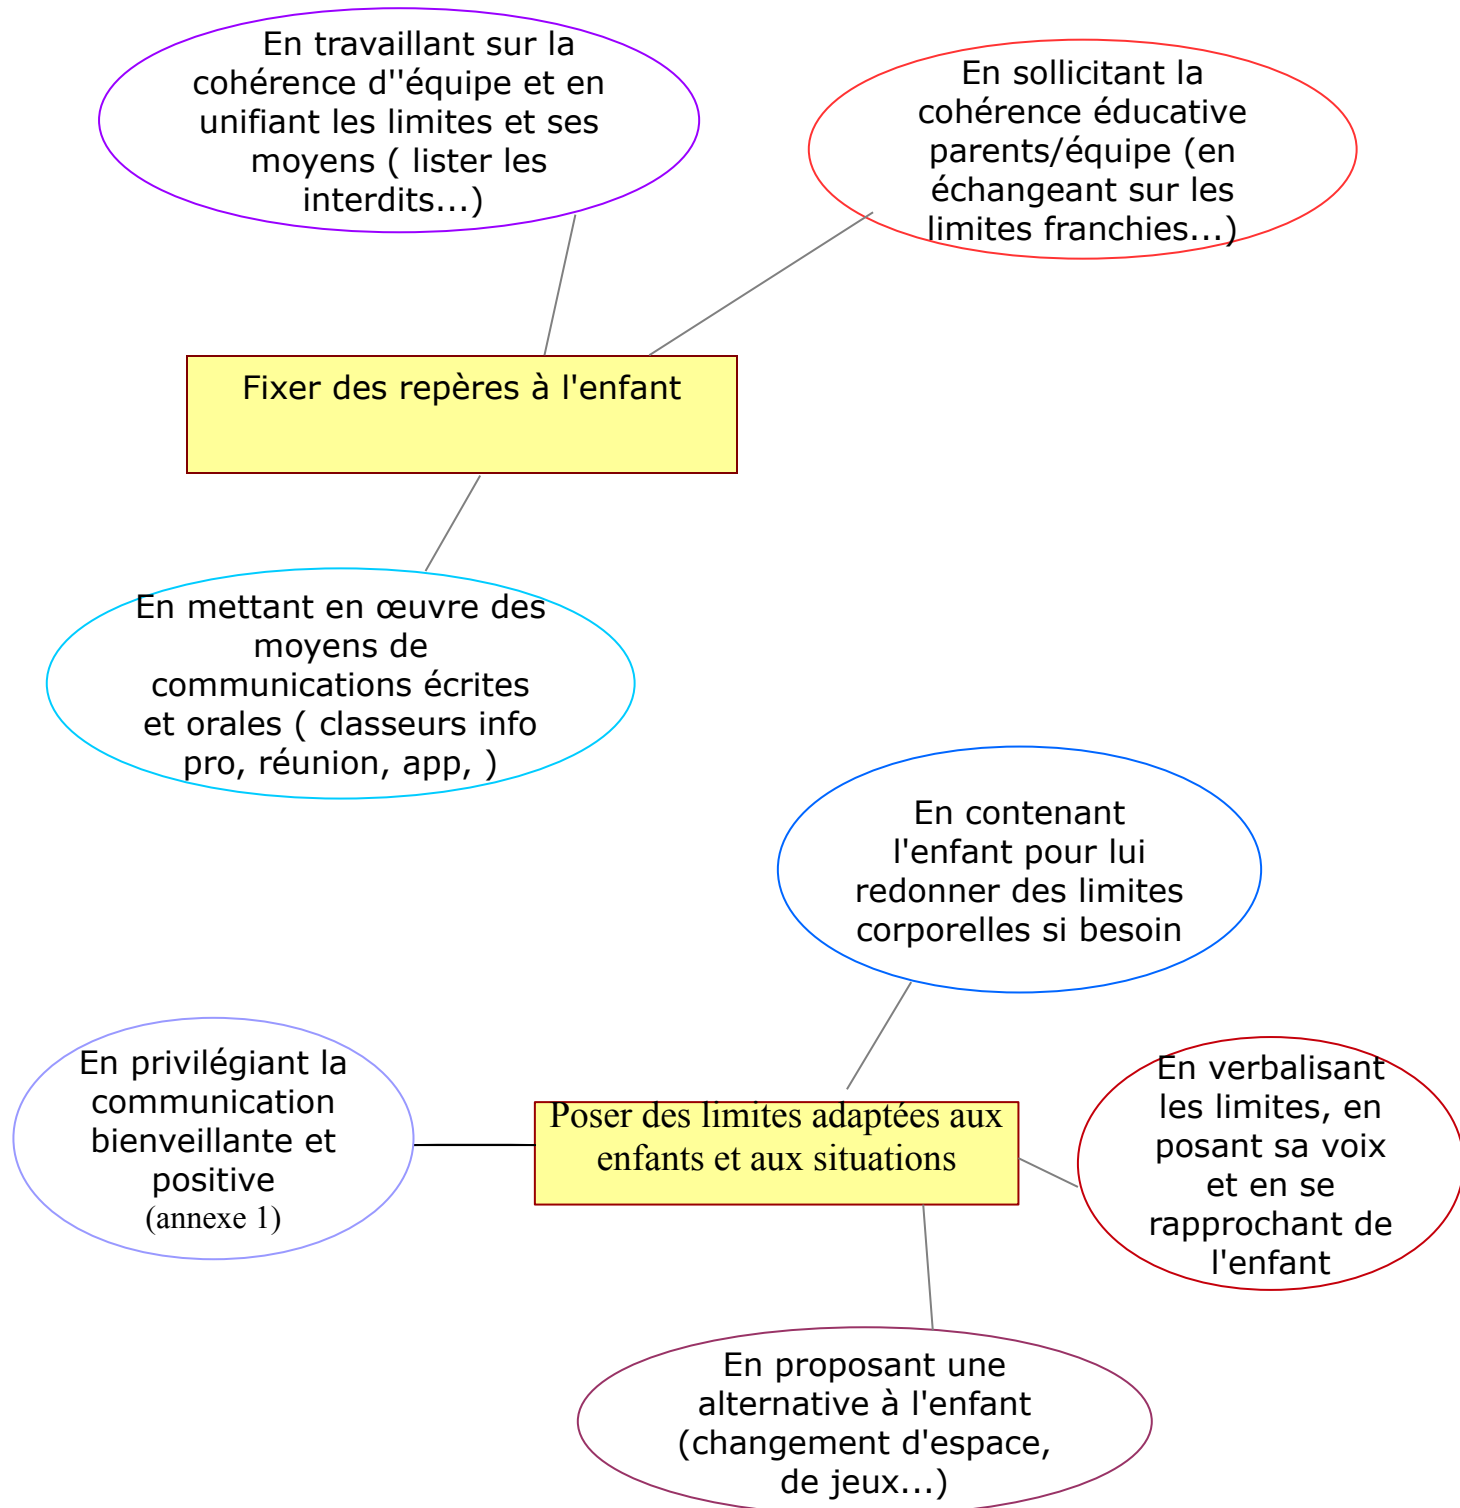 En travaillant sur la
cohérence d''équipe et en
unifiant les limites et ses
moyens ( lister les
interdits...)
En sollicitant la
cohérence éducative
parents/équipe (en
échangeant sur les
limites franchies...)
Fixer des repères à l'enfant
En mettant en œuvre des
moyens de
communications écrites
et orales ( classeurs info
pro, réunion, app, )
En contenant
l'enfant pour lui
redonner des limites
corporelles si besoin
En privilégiant la
communication
bienveillante et
positive
(annexe 1)
Poser des limites adaptées aux
enfants et aux situations
En verbalisant
les limites, en
posant sa voix
et en se
rapprochant de
l'enfant
En proposant une
alternative à l'enfant
(changement d'espace,
de jeux...)